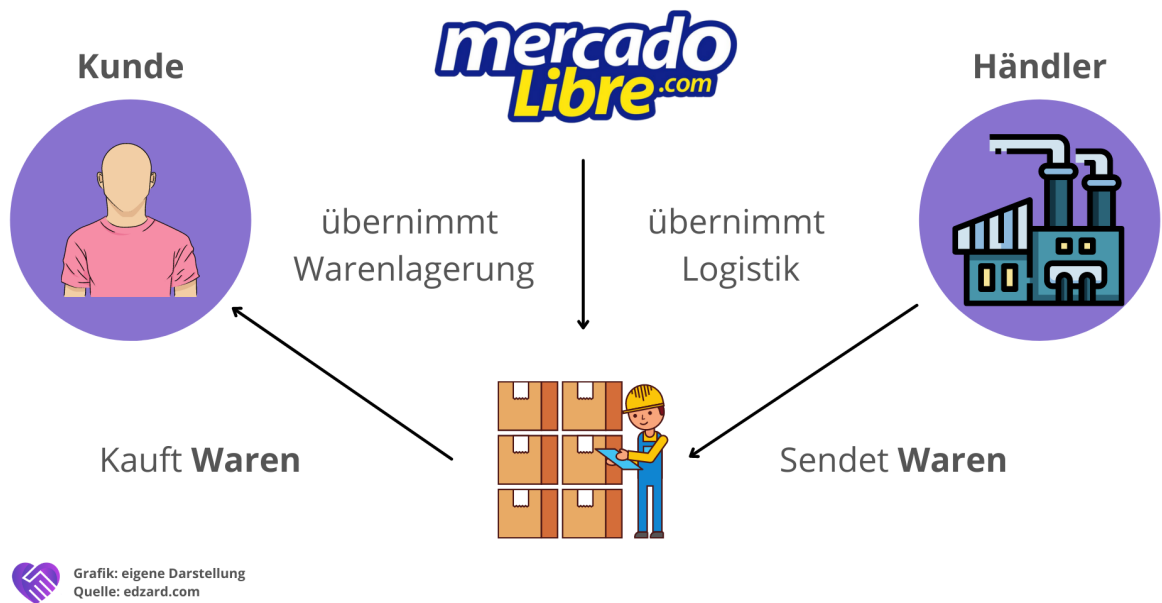 mercado
Libre.com
Kunde
Händler
übernimmt
Warenlagerung
übernimmt
Logistik
Kauft Waren
Sendet Waren
Grafik: eigene Darstellung
Quelle: edzard.com